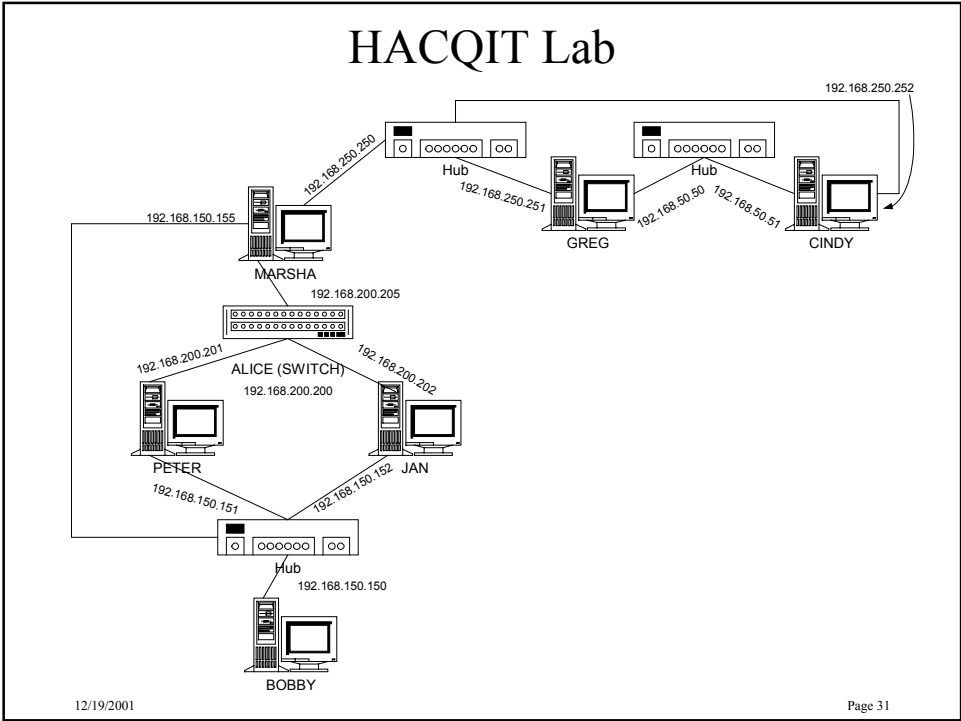 HACQIT Lab
192.168.250.252
192.168.250.250
Hub
Hub
192.168.250.251
192.168.50.50
192.168.50.51
GREG
CINDY
192.168.150.155
MARSHA
192.168.200.205
192.168.200.201
192.168.200.202
ALICE (SWITCH)
192.168.200.200
PETER
JAN
192.168.150.151
192.168.150.152
Hub
192.168.150.150
BOBBY
12/19/2001
Page 31